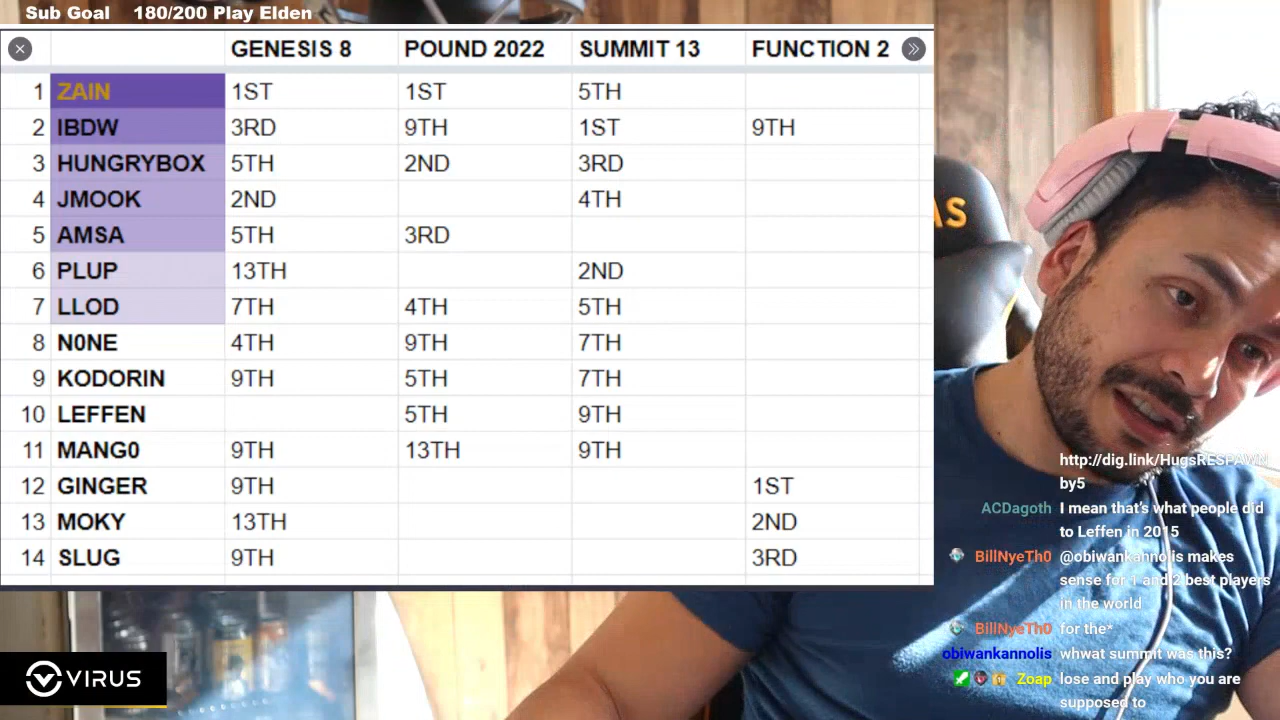 Sub Goal 180/200 Play Elden
GENESIS 8 POUND 2022 SUMMIT 13 FUNCTION 2
1 ZAIN 1ST 1ST 5TH
2 IBDW 3RD 9TH 1ST 9TH
3 HUNGRYBOX 5TH 2ND 3RD
4 JMOOK 2ND 4TH
5 AMSA 5TH 3RD
6 PLUP 13TH 2ND
7 LLOD 7TH 4TH 5TH
8 N0NE 4TH 9TH 7TH
9 KODORIN 9TH 5TH 7TH
10 LEFFEN 5TH 9TH
11 MANG0 9TH 13TH 9TH
12 GINGER 9TH 1ST
13 MOKY 13TH 2ND
14 SLUG 9TH 3RD
AS
http://dig.link/HugsRESPAWN
by5
ACDagoth I mean that's what people did
to Leffen in 2015
BillNyeTh0 @obiwankannolis makes
sense for 1 and 2 best players
in the world
BillNyeTh0 for the*
obiwankannolis whwat summit was this?
Zoap lose and play who you are
supposed to
VIRUS